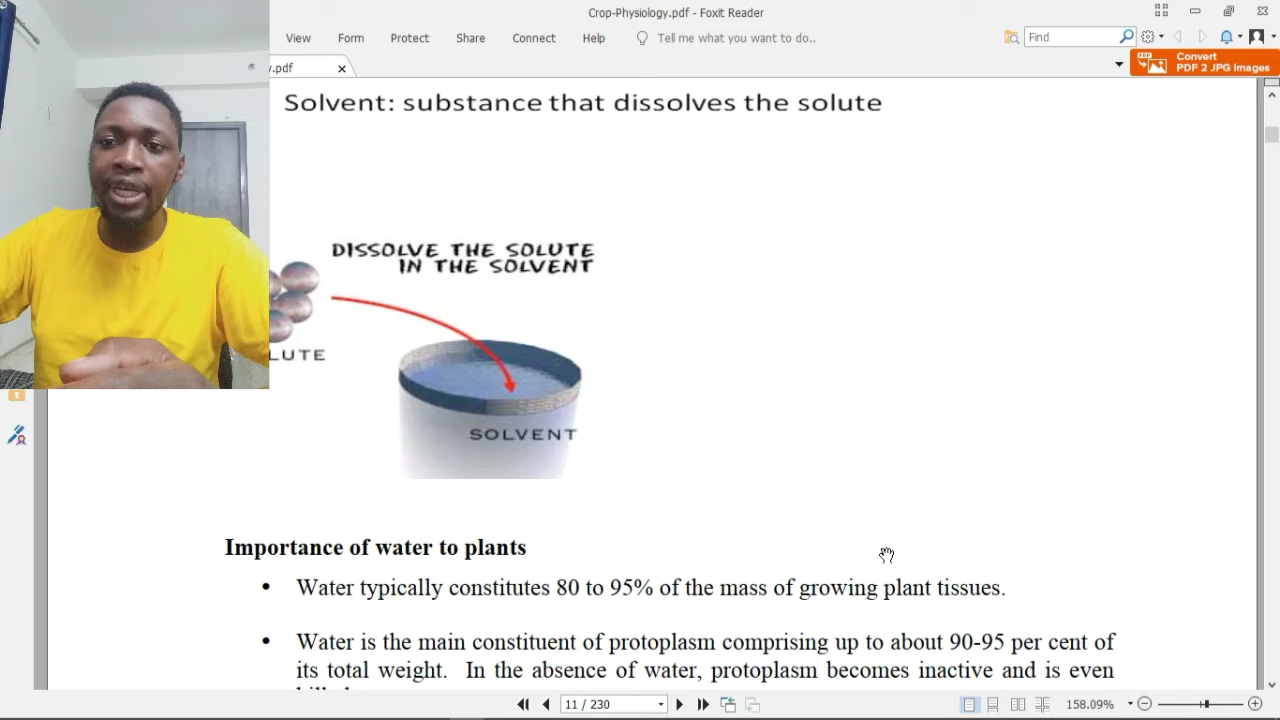 Crop-Physiology.pdf - Foxit Reader
View Form Protect Share Connect Help Tell me what you want to do.. Find
.pdf
Convert
PDF 2 JPG Images
Solvent: substance that dissolves the solute
DISSOLVE THE SOLUTE
IN THE SOLVENT
LUTE
SOLVENT
Importance of water to plants
• Water typically constitutes 80 to 95% of the mass of growing plant tissues.
• Water is the main constituent of protoplasm comprising up to about 90-95 per cent of
its total weight. In the absence of water, protoplasm becomes inactive and is even
11 / 230
158.09%